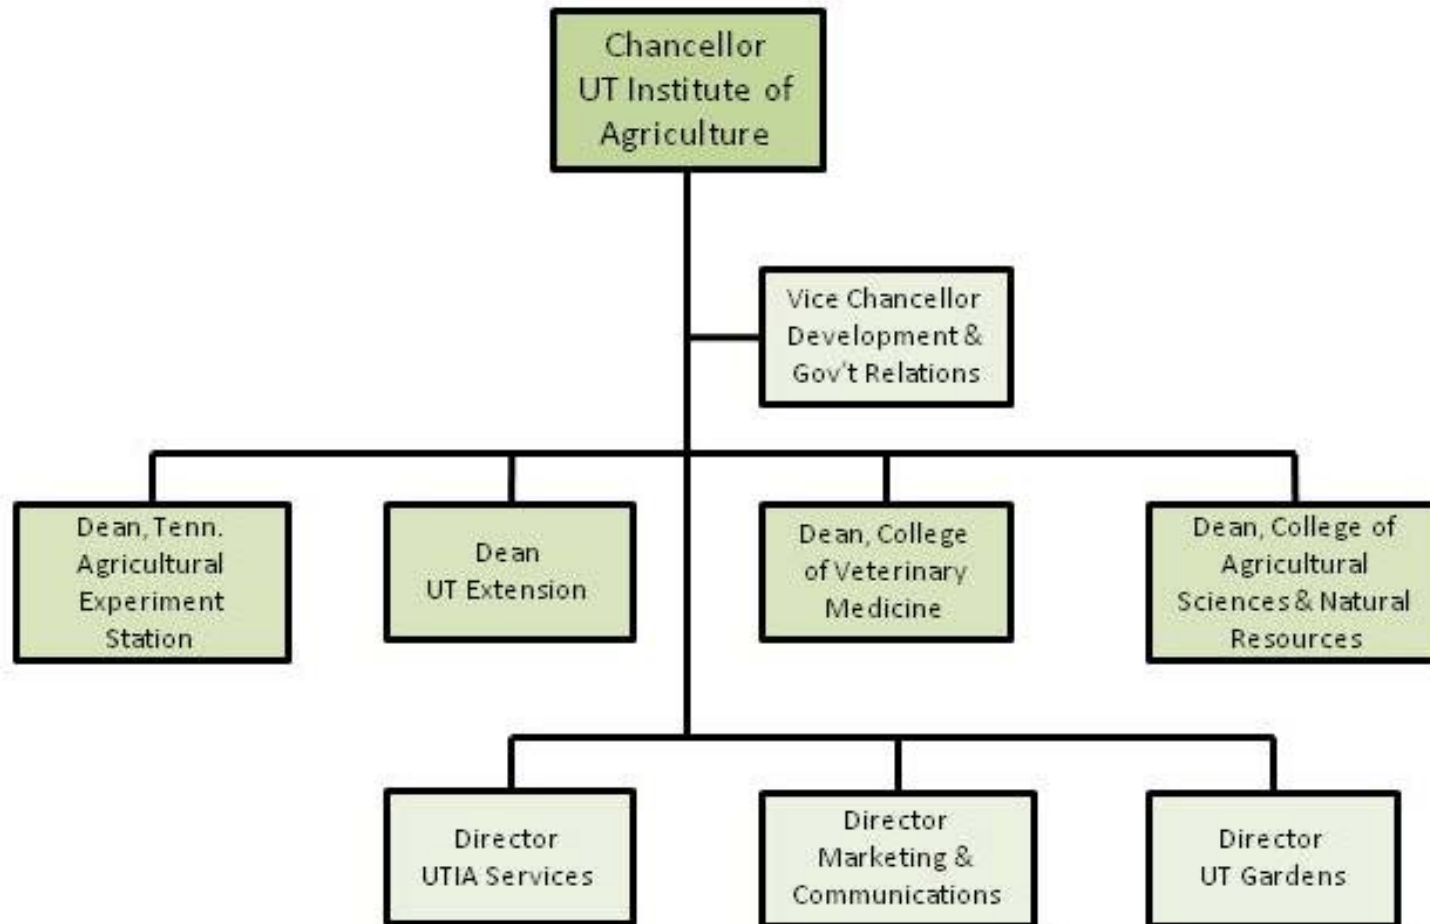 Chancellor
UT Institute of
Agriculture
Vice Chancellor
Development &
Gov't Relations
Dean, Tenn.
Agricultural
Experiment
Station
Dean
UT Extension
Dean, College
of Veterinary
Medicine
Dean, College of
Agricultural
Sciences & Natural
Resources
Director
UTIA Services
Director
Marketing &
Communications
Director
UT Gardens